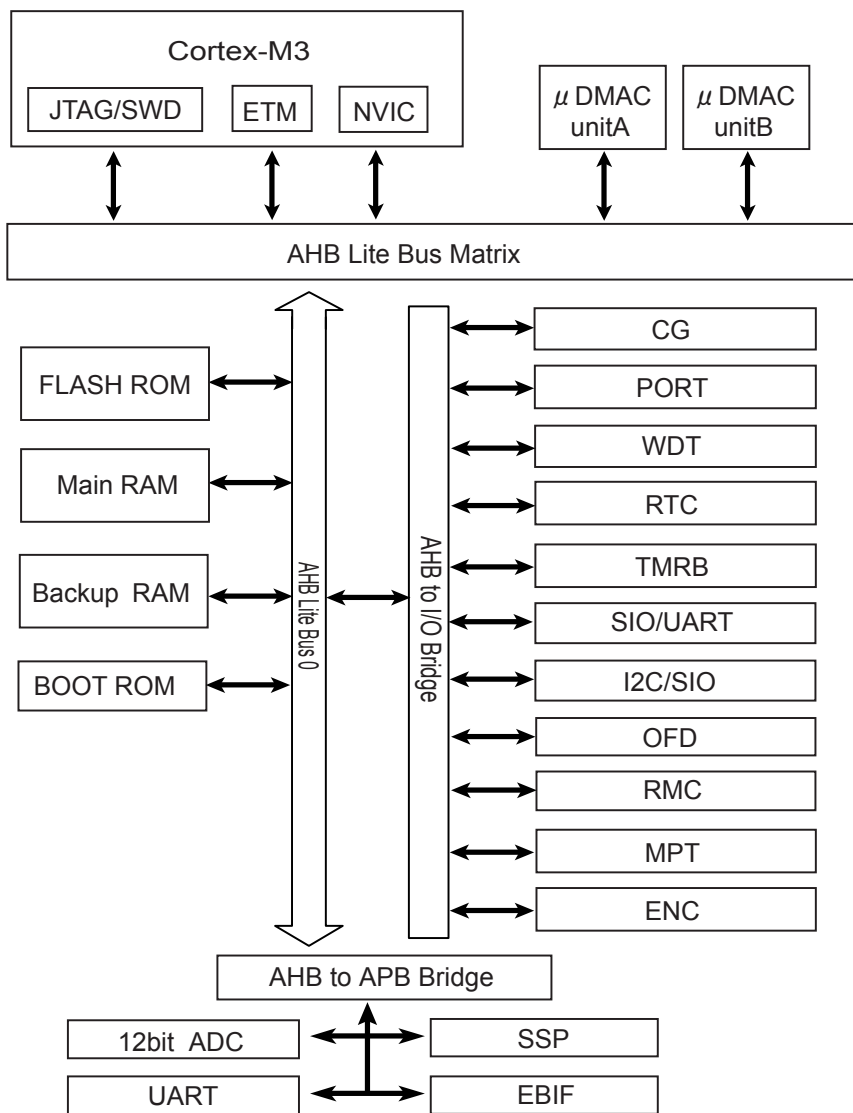 Cortex-M3
JTAG/SWD
ETM
NVIC
μ DMAC
unitA
μ DMAC
unitB
AHB Lite Bus Matrix
FLASH ROM
Main RAM
Backup RAM
BOOT ROM
AHB Lite Bus 0
AHB to I/O Bridge
CG
PORT
WDT
RTC
TMRB
SIO/UART
I2C/SIO
OFD
RMC
MPT
ENC
AHB to APB Bridge
12bit ADC
SSP
UART
EBIF